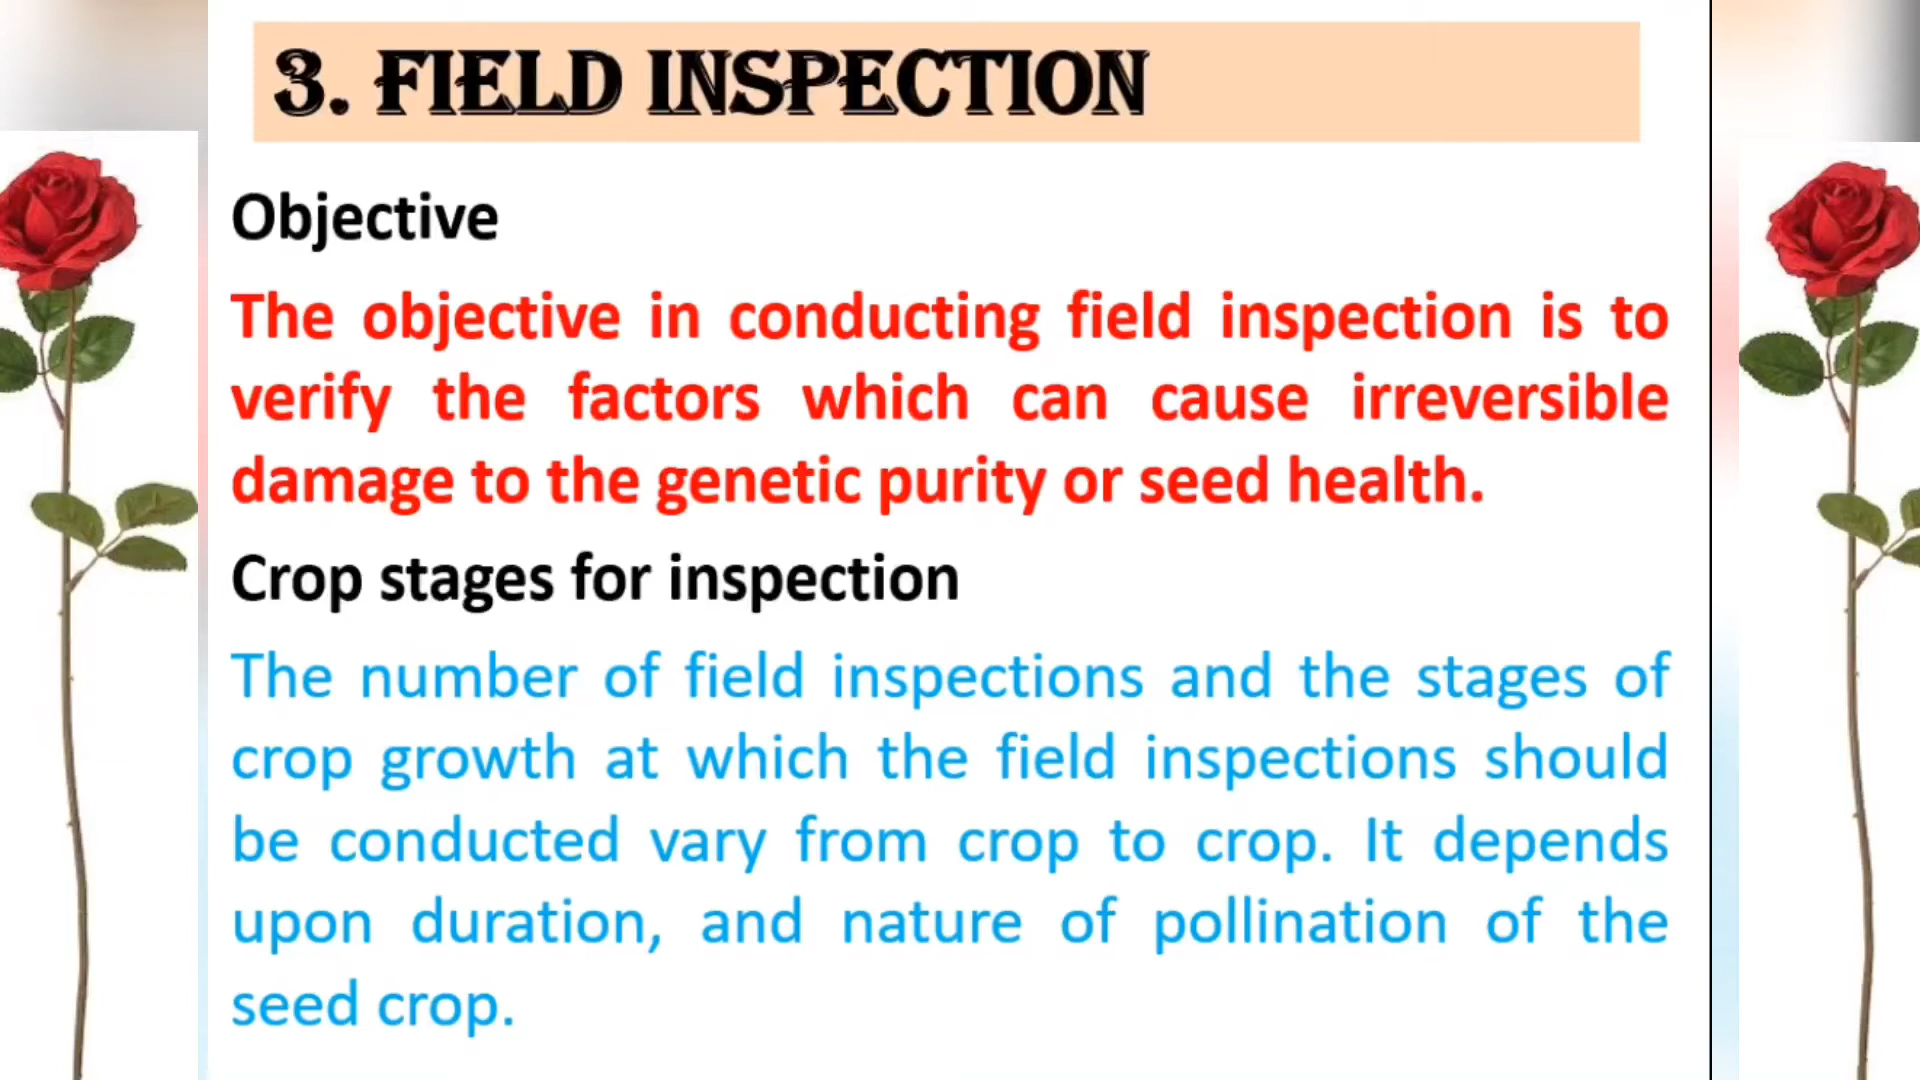 3. FIELD INSPECTION
Objective
The objective in conducting field inspection is to
verify the factors which can cause irreversible
damage to the genetic purity or seed health.
Crop stages for inspection
The number of field inspections and the stages of
crop growth at which the field inspections should
be conducted vary from crop to crop. It depends
upon duration, and nature of pollination of the
seed crop.